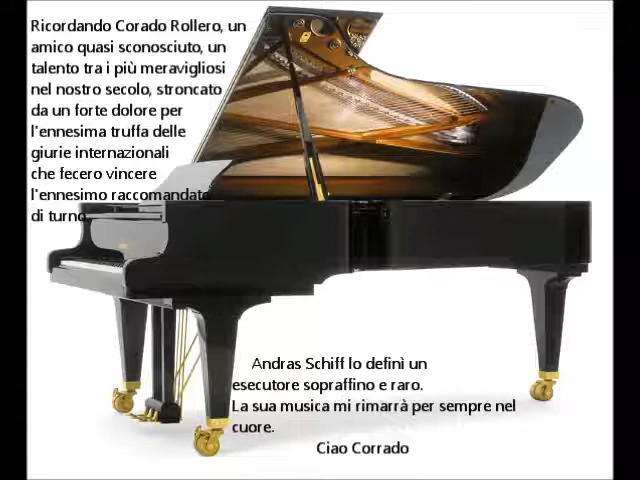 Ricordando Corado Rollero, un
amico quasi sconosciuto, un
talento tra i più meravigliosi
nel nostro secolo, stroncato
da un forte dolore per
l'ennesima truffa delle
giurie internazionali
che fecero vincere
l'ennesimo raccomandato
di turno.
Andras Schiff lo definì un
esecutore sopraffino e raro.
La sua musica mi rimarrà per sempre nel
cuore.
Ciao Corrado